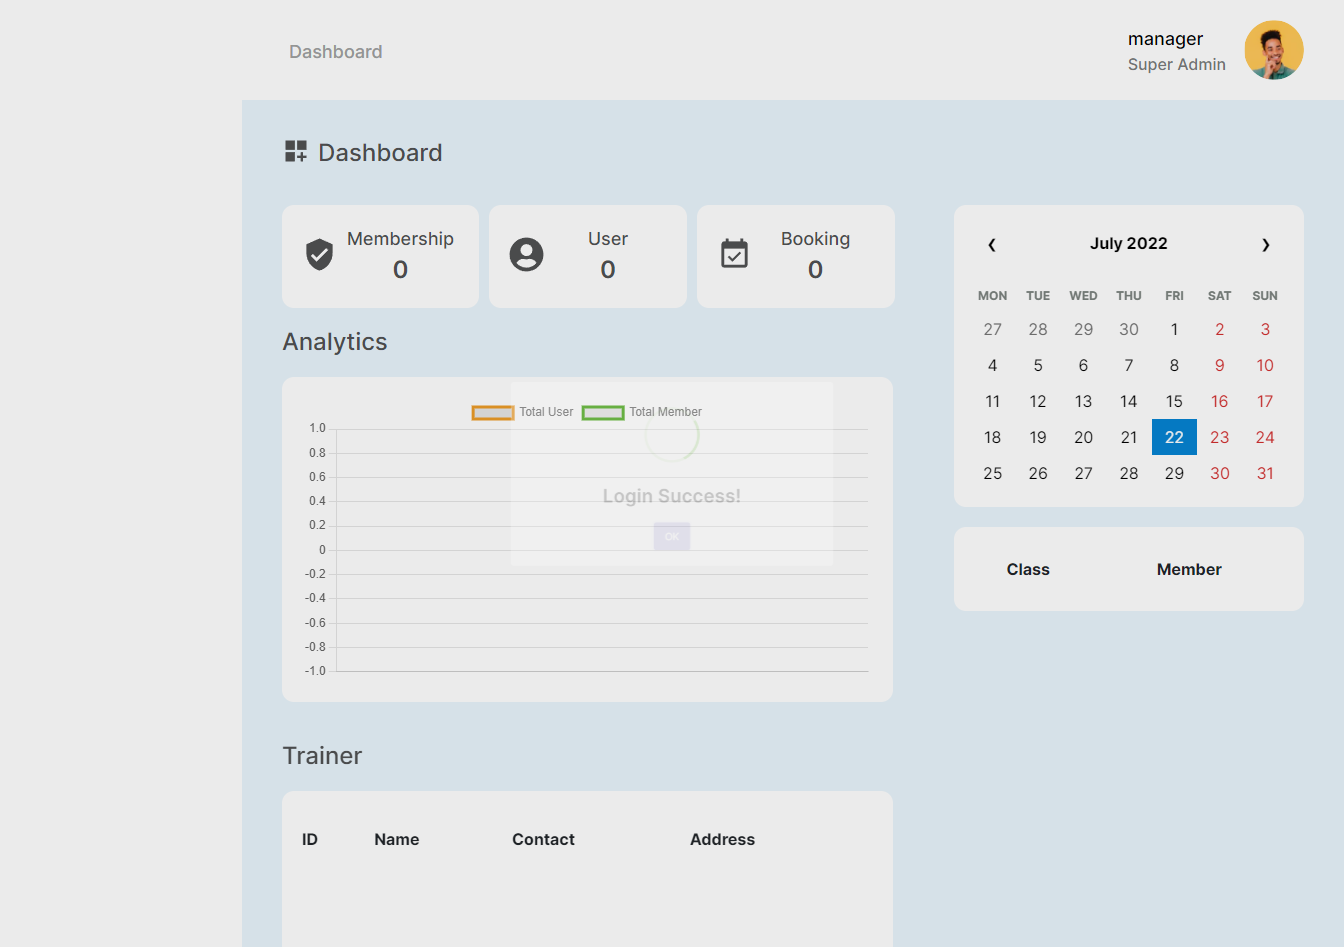 Dashboard
manager
Super Admin
Dashboard
Membership
0
User
0
Booking
0
Analytics
Total User
Total Member
1.0
0.8
0.6
0.4
0.2
0
-0.2
-0.4
-0.6
-0.8
-1.0
Login Success!
OK
Trainer
ID Name Contact Address
❮ July 2022 ❯
MON TUE WED THU FRI SAT SUN
27 28 29 30 1 2 3
4 5 6 7 8 9 10
11 12 13 14 15 16 17
18 19 20 21 22 23 24
25 26 27 28 29 30 31
Class Member